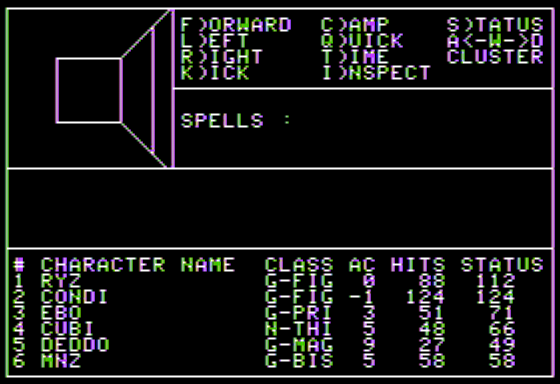 F)ORWARD C)AMP S)TATUS
L)EFT Q)UICK A<-W->D
R)IGHT T)IME CLUSTER
K)ICK I)NSPECT
SPELLS :
# CHARACTER NAME CLASS AC HITS STATUS
1 RYZ G-FIG 0 88 112
2 CONDI G-FIG -1 124 124
3 EBO G-PRI 3 51 71
4 CUBI N-THI 5 48 66
5 DEDDO G-MAG 9 27 49
6 MNZ G-BIS 5 58 58